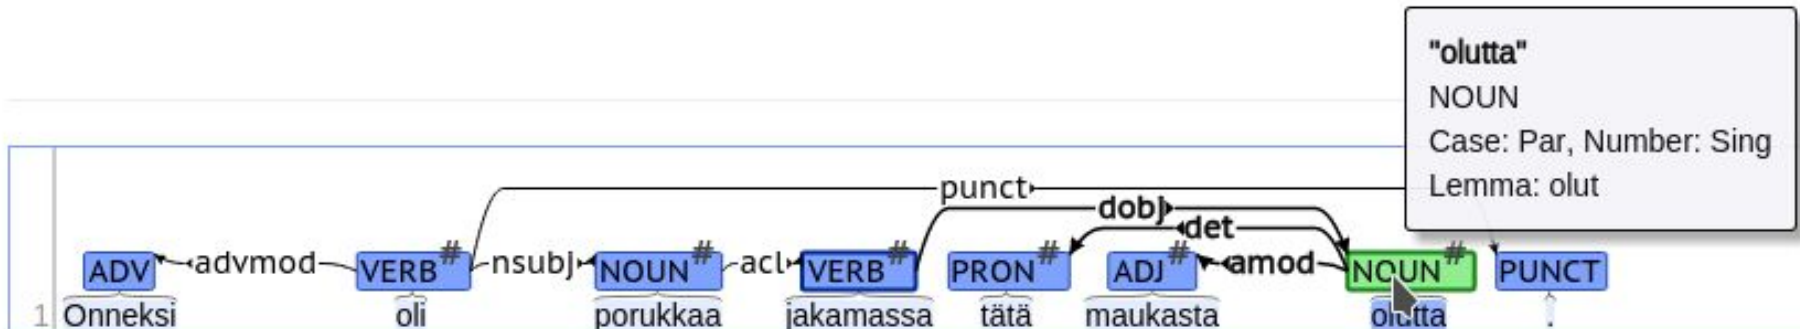 "olutta"
NOUN
Case: Par, Number: Sing
Lemma: olut
punct
dobj
det
advmod nsubj acl amod
ADV VERB# NOUN# VERB# PRON# ADJ# NOUN# PUNCT
1 Onneksi oli porukkaa jakamassa tätä maukasta olutta .